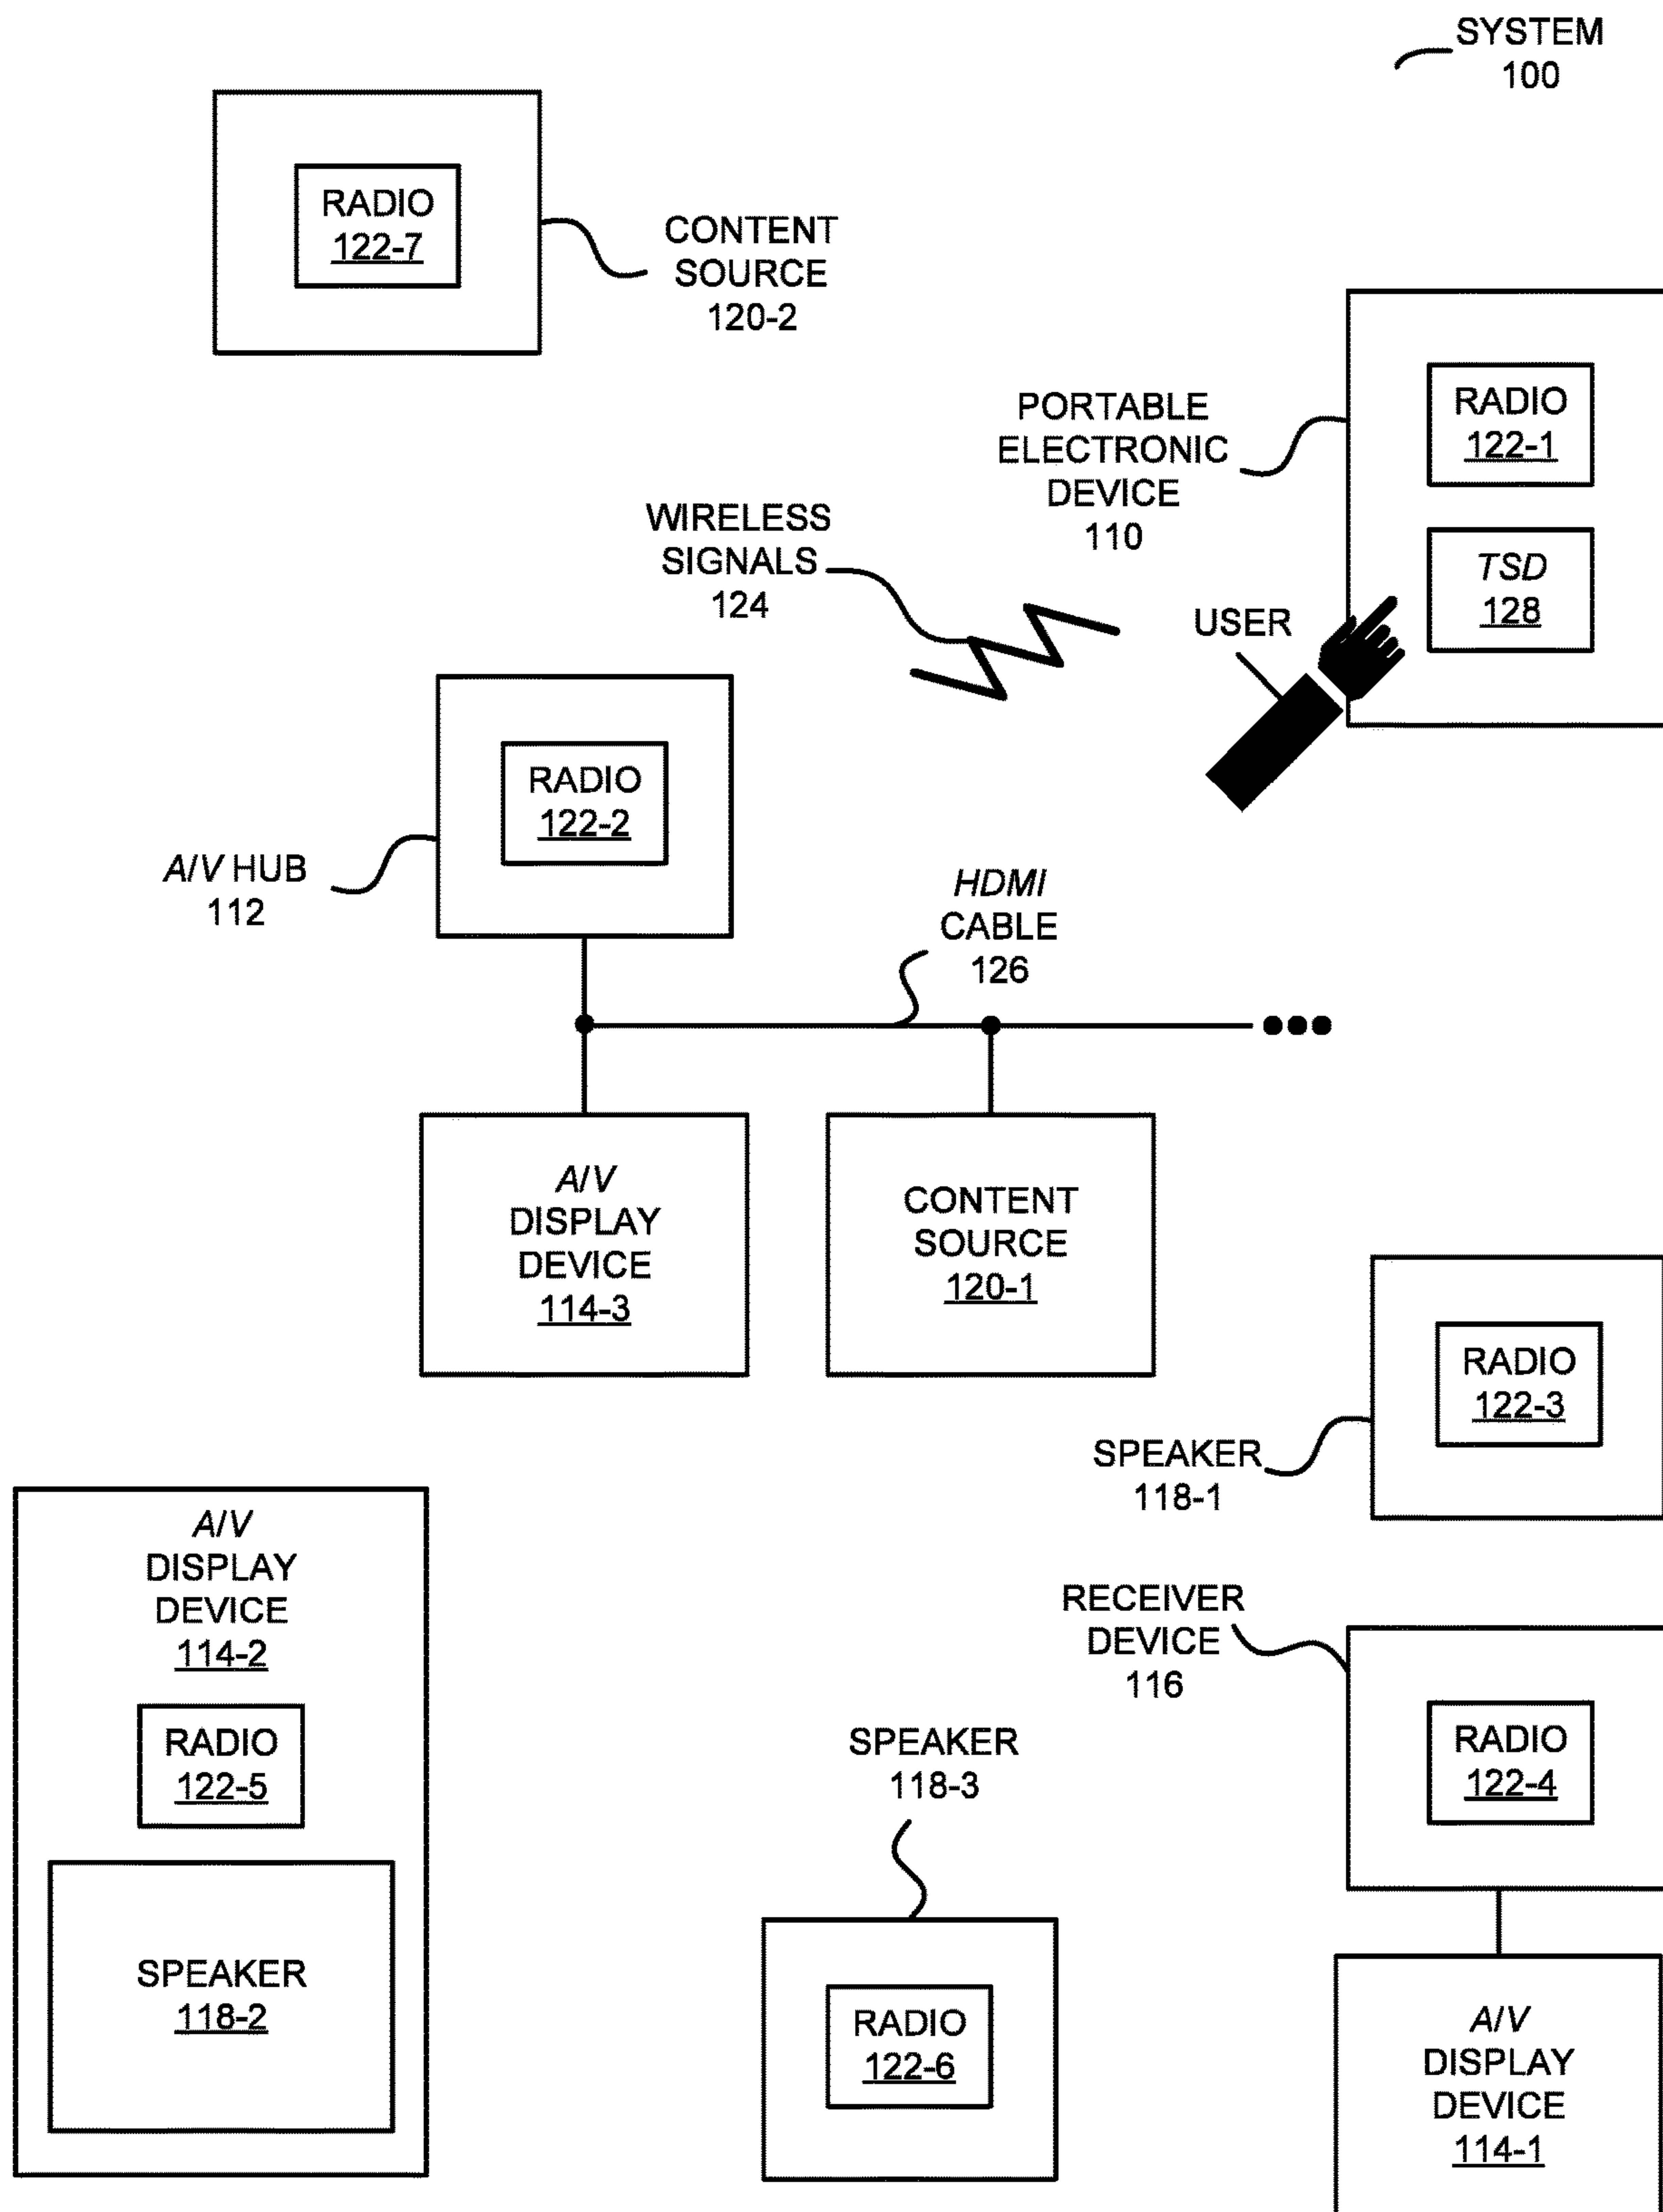 SYSTEM
100
RADIO
122-7
CONTENT
SOURCE
120-2
PORTABLE
ELECTRONIC
DEVICE
110
RADIO
122-1
TSD
128
WIRELESS
SIGNALS
124
USER
RADIO
122-2
A/V HUB
112
HDMI
CABLE
126
A/V
DISPLAY
DEVICE
114-3
CONTENT
SOURCE
120-1
RADIO
122-3
SPEAKER
118-1
A/V
DISPLAY
DEVICE
114-2
RADIO
122-5
SPEAKER
118-2
RECEIVER
DEVICE
116
RADIO
122-4
SPEAKER
118-3
RADIO
122-6
A/V
DISPLAY
DEVICE
114-1